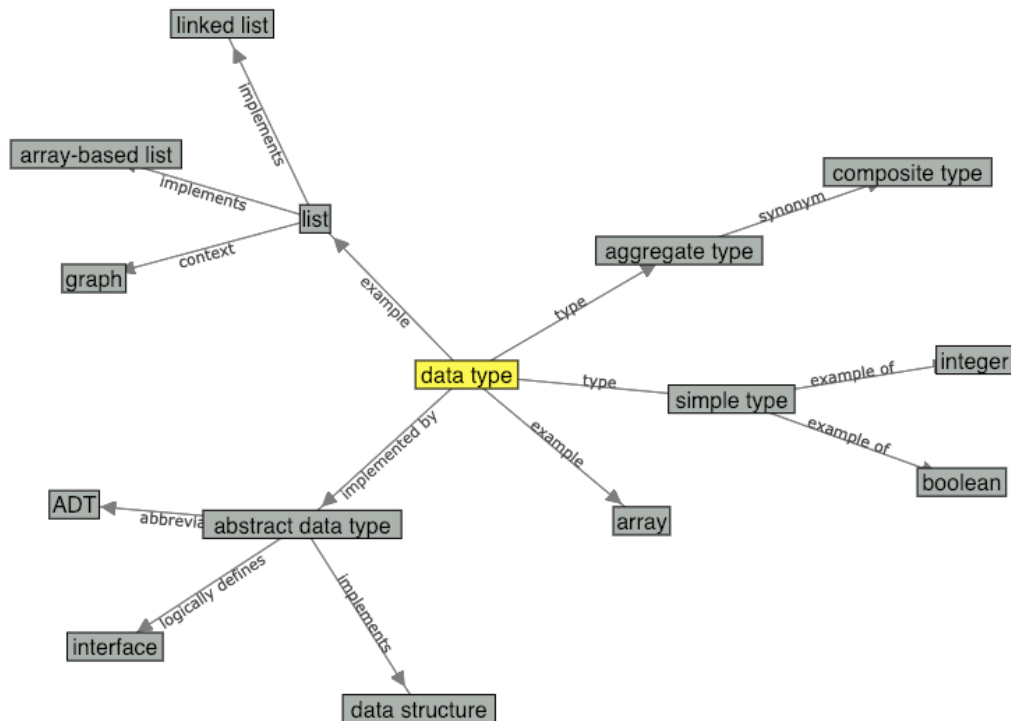 linked list
implements
array-based list
implements
list
context
graph
example
composite type
synonym
aggregate type
type
data type
type
simple type
example of
integer
example of
boolean
example
array
implemented by
ADT
abbrevia
abstract data type
logically defines
interface
implements
data structure